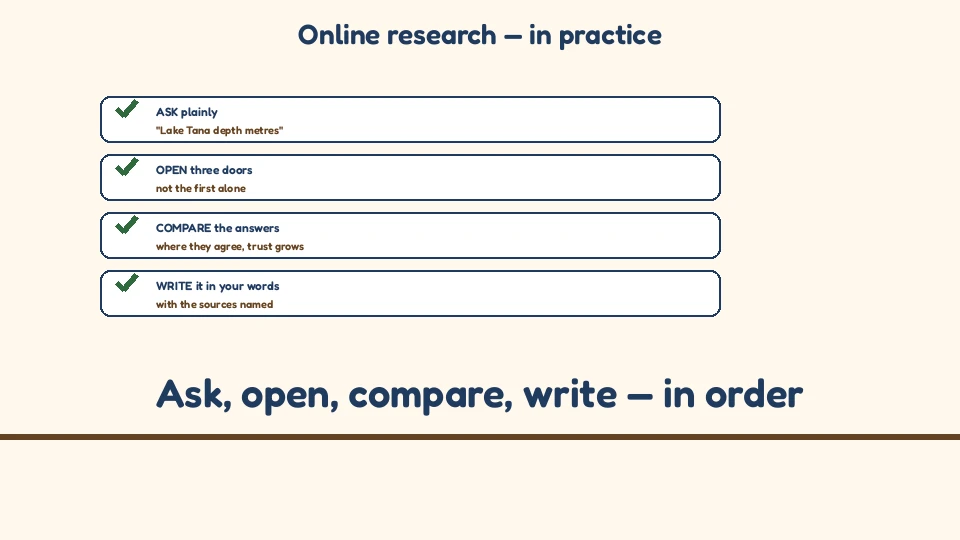 Online research — in practice
ASK plainly
"Lake Tana depth metres"
OPEN three doors
not the first alone
COMPARE the answers
where they agree, trust grows
WRITE it in your words
with the sources named
Ask, open, compare, write — in order